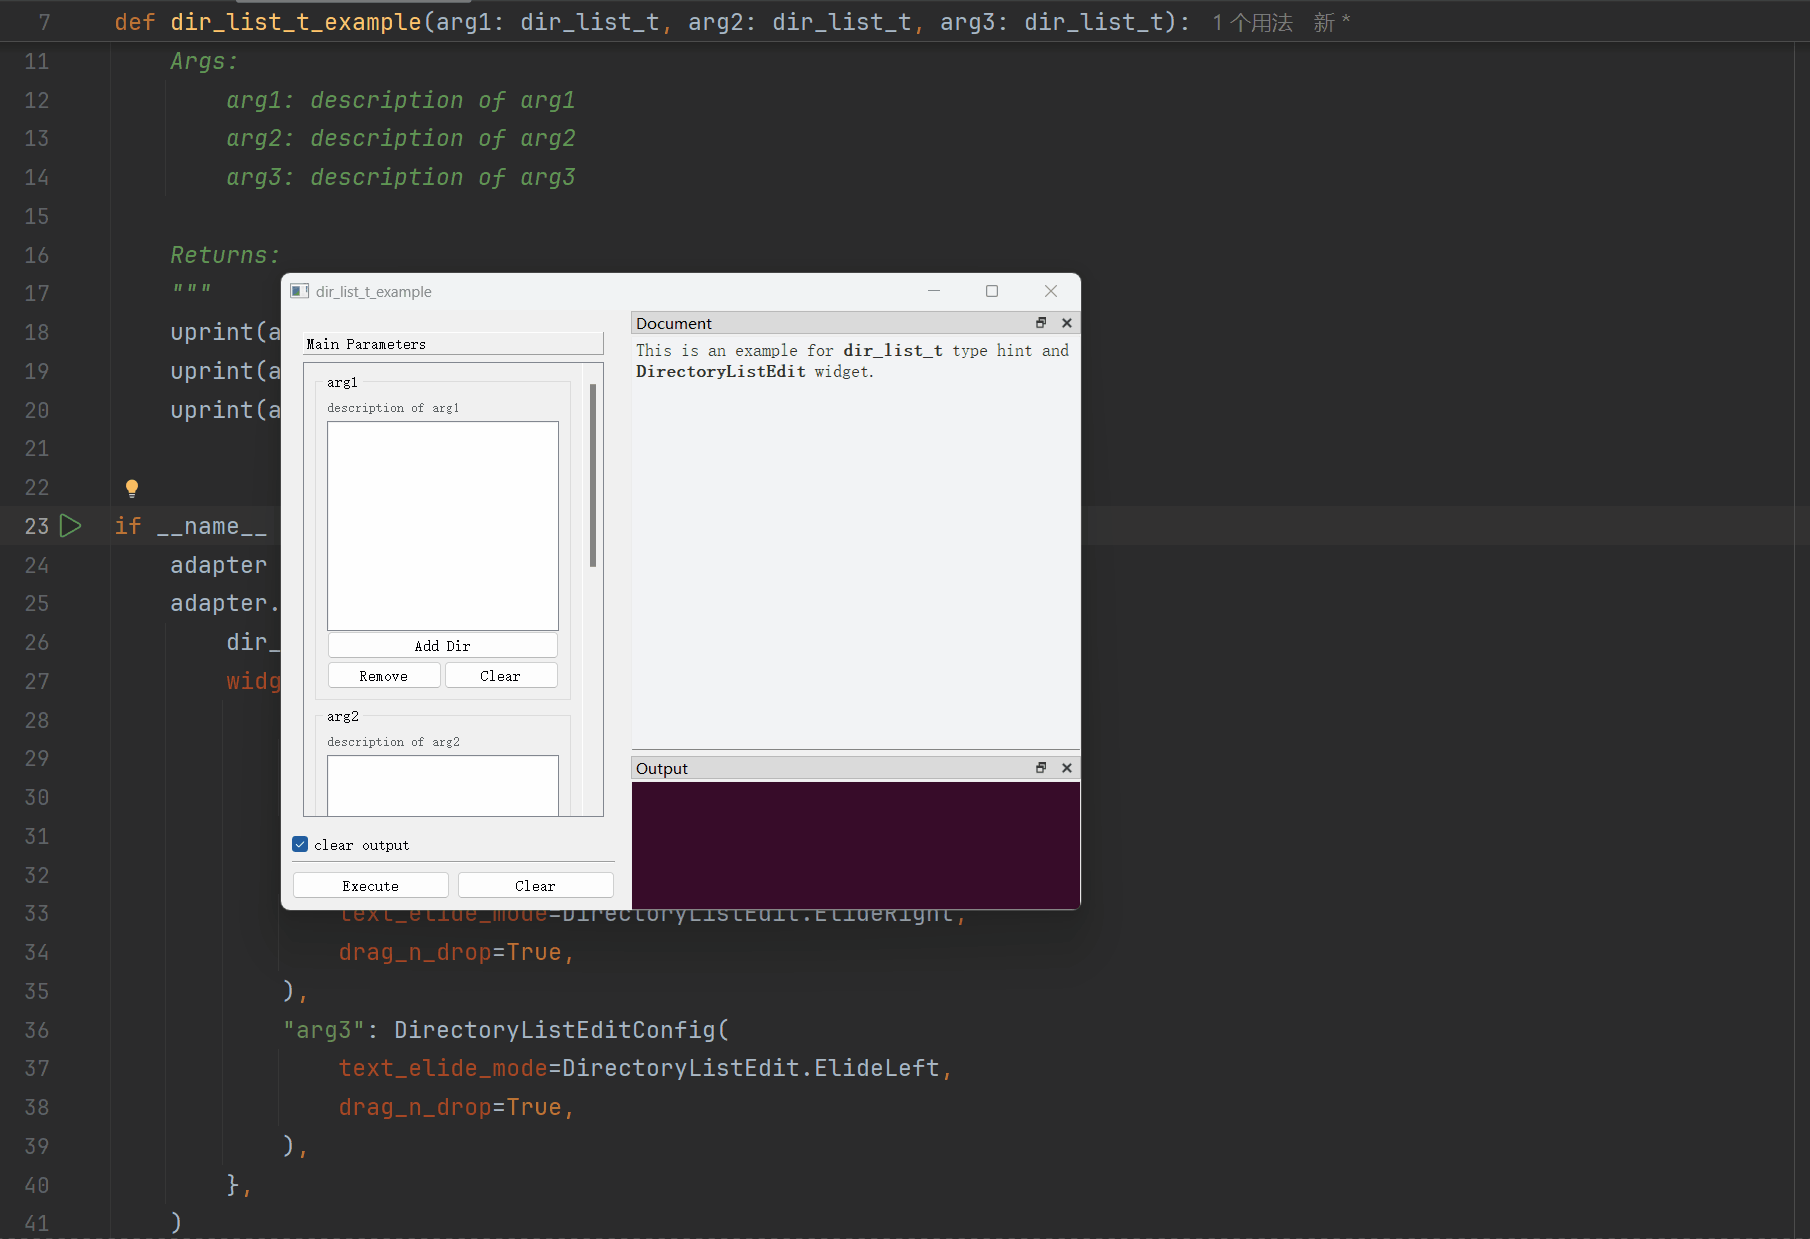 7 def dir_list_t_example(arg1: dir_list_t, arg2: dir_list_t, arg3: dir_list_t): 1 个用法 新 *
11 Args:
12 arg1: description of arg1
13 arg2: description of arg2
14 arg3: description of arg3
15
16 Returns:
17 """
18 uprint(a
19 uprint(a
20 uprint(a
21
22
23 if __name__
24 adapter
25 adapter.
26 dir_
27 widg
28
29
30
31
32
33 text_elide_mode=DirectoryListEdit.ElideRight,
34 drag_n_drop=True,
35 ),
36 "arg3": DirectoryListEditConfig(
37 text_elide_mode=DirectoryListEdit.ElideLeft,
38 drag_n_drop=True,
39 ),
40 },
41 )
dir_list_t_example
Main Parameters
arg1
description of arg1
Add Dir
Remove Clear
arg2
description of arg2
clear output
Execute Clear
Document
This is an example for dir_list_t type hint and
DirectoryListEdit widget.
Output